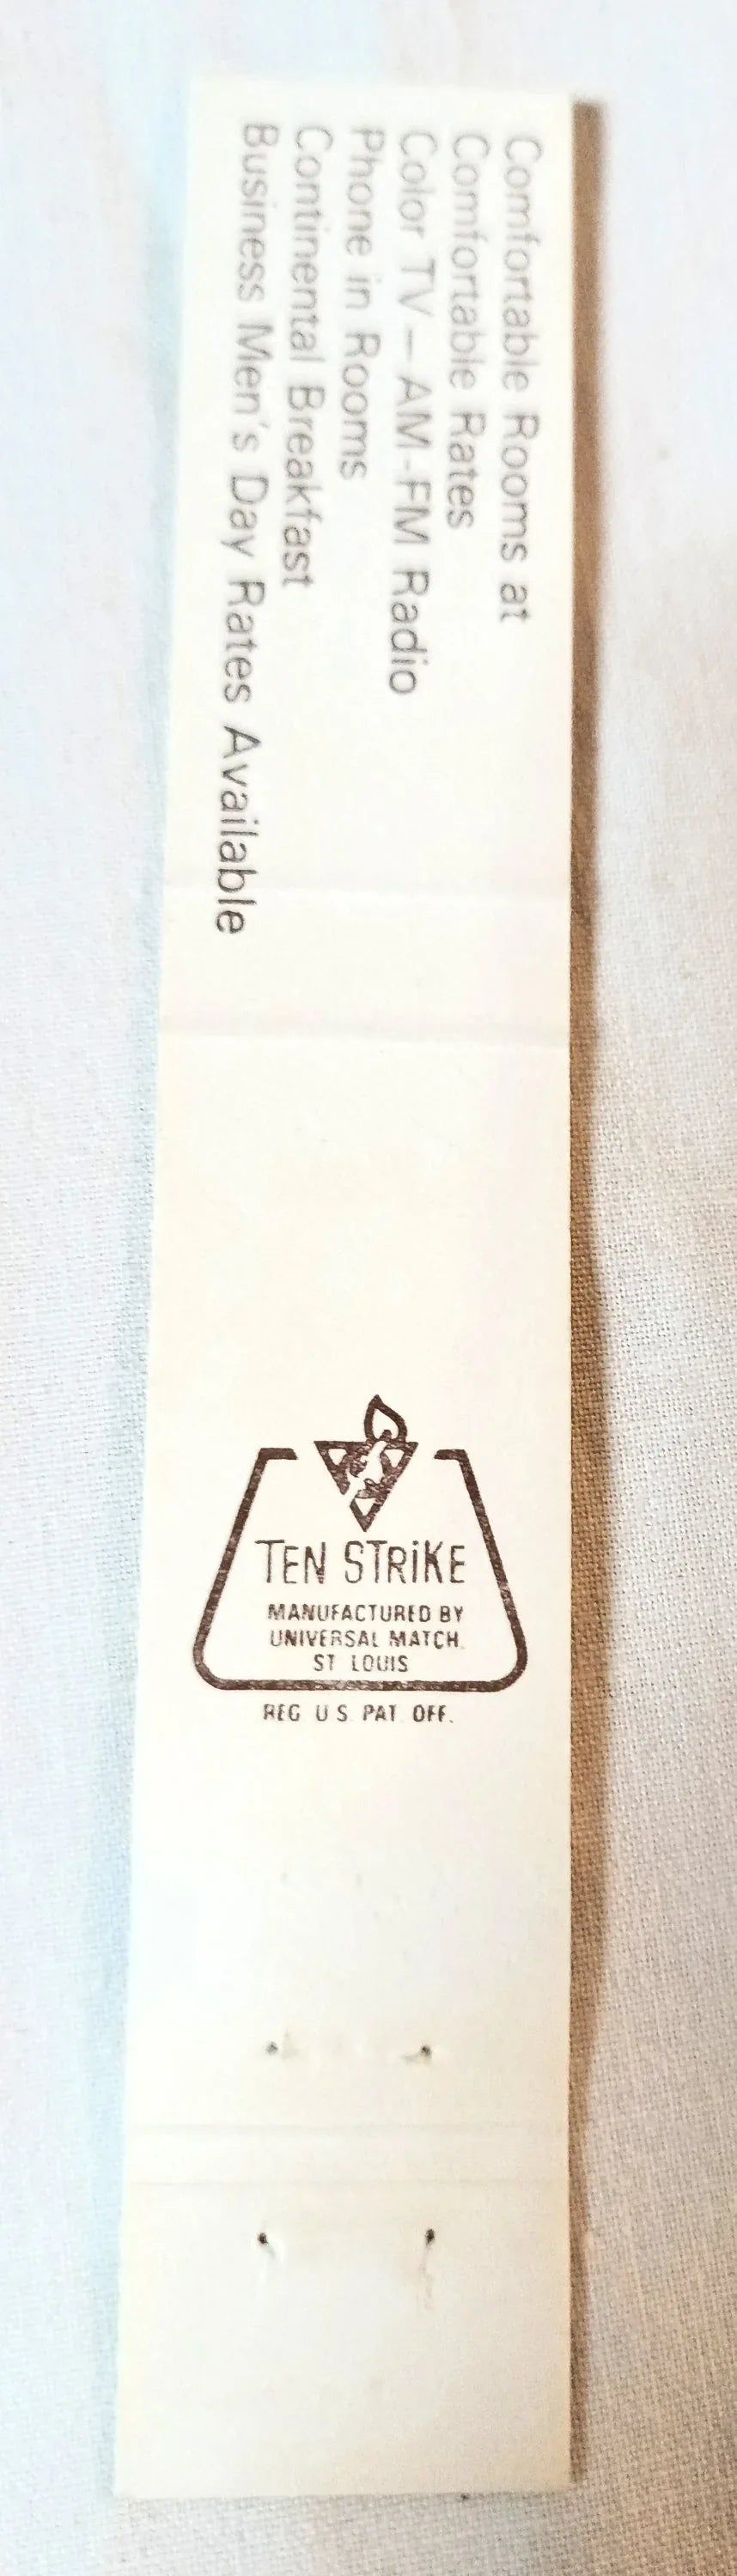 Comfortable Rooms at
Comfortable Rates
Color TV — AM-FM Radio
Phone in Rooms
Continental Breakfast
Business Men's Day Rates Available
TEN STRiKE
MANUFACTURED BY
UNIVERSAL MATCH.
ST LOUIS
REG U S PAT OFF.